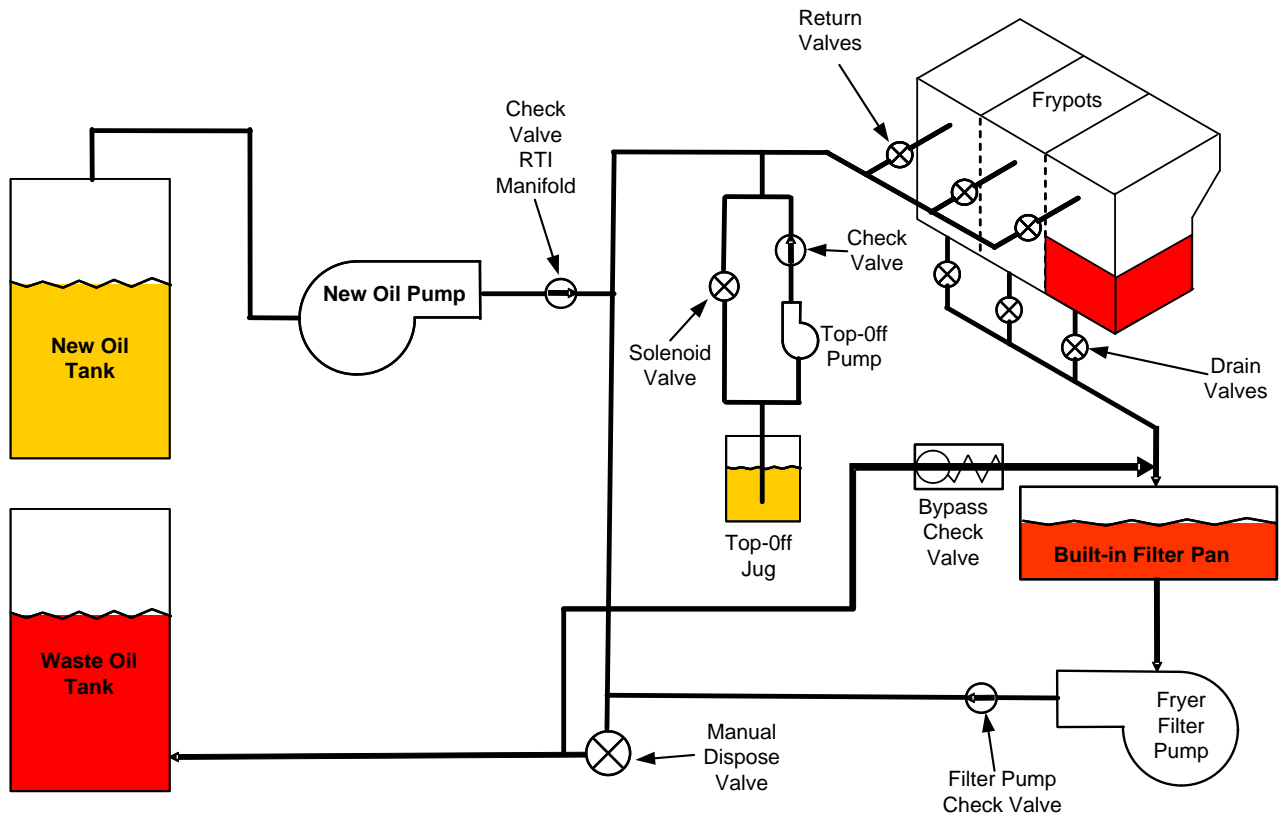 Return
Valves
Frypots
Check
Valve
RTI
Manifold
New Oil Pump
Check
Valve
New Oil
Tank
Solenoid
Valve
Top-0ff
Pump
Drain
Valves
Bypass
Check
Valve
Top-0ff
Jug
Built-in Filter Pan
Waste Oil
Tank
Manual
Dispose
Valve
Fryer
Filter
Pump
Filter Pump
Check Valve